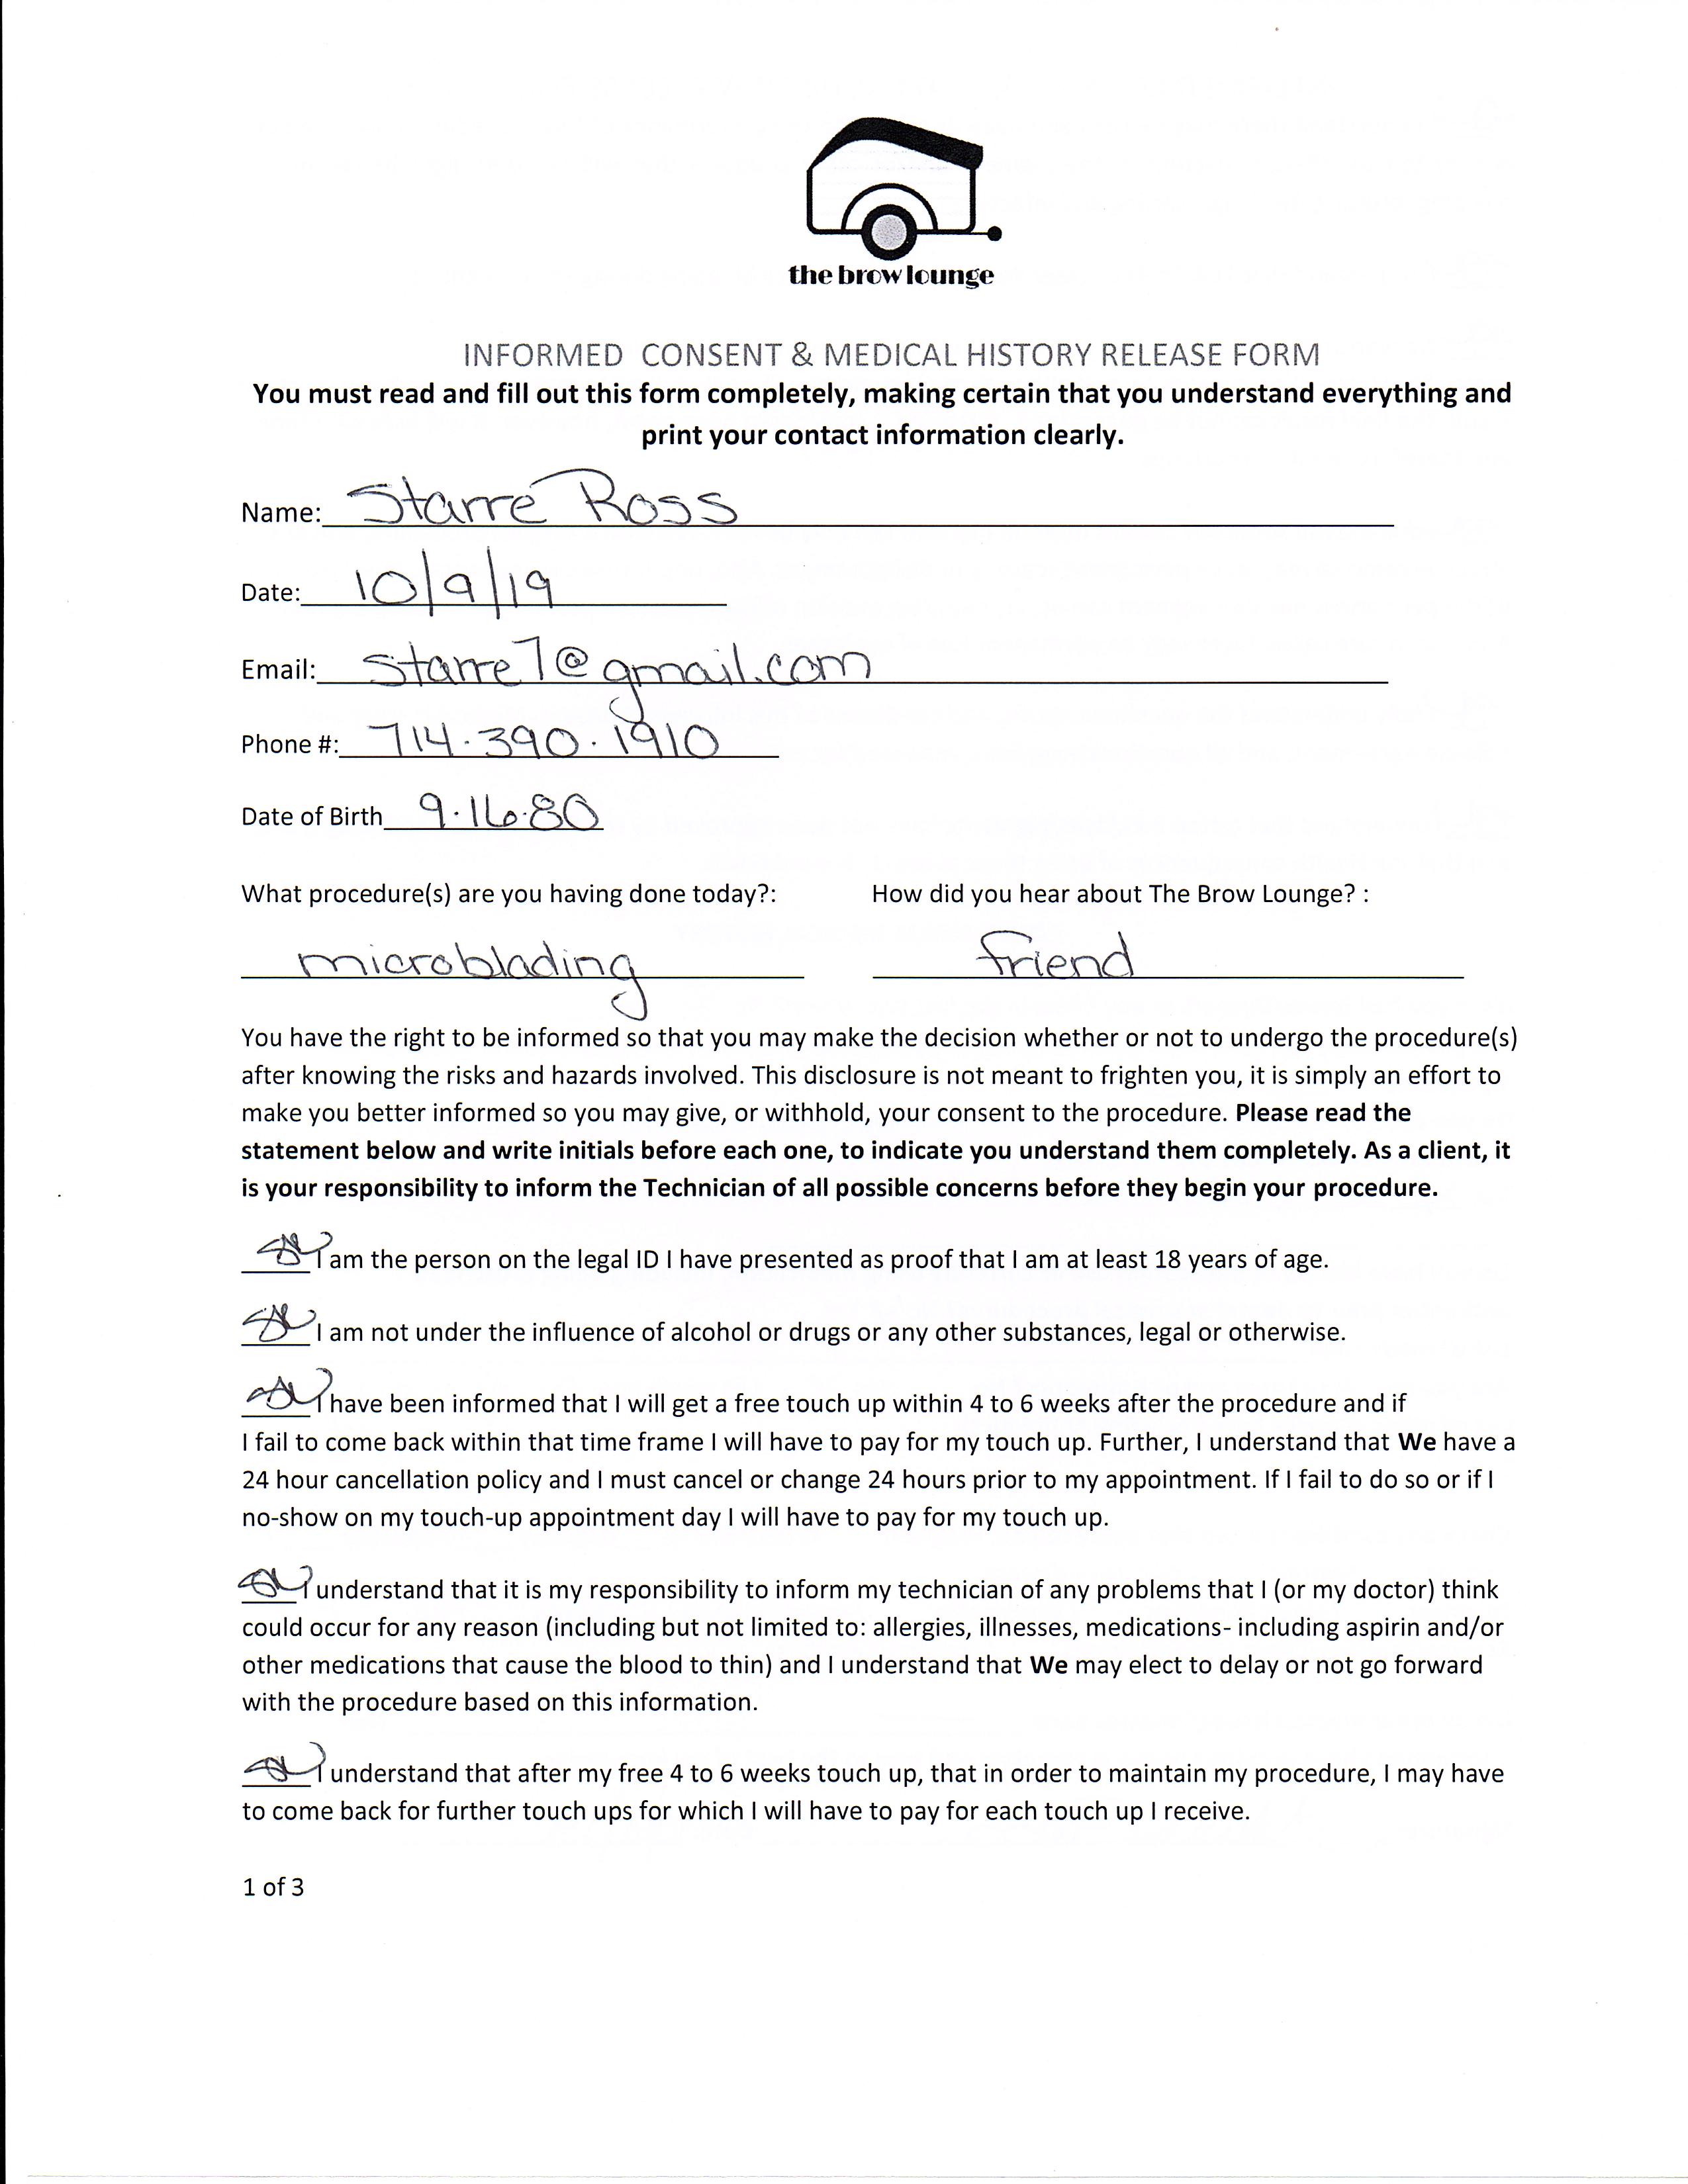 the brow lounge
INFORMED CONSENT & MEDICAL HISTORY RELEASE FORM
You must read and fill out this form completely, making certain that you understand everything and
print your contact information clearly.
Name: Starre Ross
Date: 10/9/19
Email: Starre7@gmail.com
Phone #: 714.390.1910
Date of Birth 9.16.80
What procedure(s) are you having done today?: How did you hear about The Brow Lounge? :
microblading friend
You have the right to be informed so that you may make the decision whether or not to undergo the procedure(s)
after knowing the risks and hazards involved. This disclosure is not meant to frighten you, it is simply an effort to
make you better informed so you may give, or withhold, your consent to the procedure. Please read the
statement below and write initials before each one, to indicate you understand them completely. As a client, it
is your responsibility to inform the Technician of all possible concerns before they begin your procedure.
I am the person on the legal ID I have presented as proof that I am at least 18 years of age.
I am not under the influence of alcohol or drugs or any other substances, legal or otherwise.
I have been informed that I will get a free touch up within 4 to 6 weeks after the procedure and if
I fail to come back within that time frame I will have to pay for my touch up. Further, I understand that We have a
24 hour cancellation policy and I must cancel or change 24 hours prior to my appointment. If I fail to do so or if I
no-show on my touch-up appointment day I will have to pay for my touch up.
I understand that it is my responsibility to inform my technician of any problems that I (or my doctor) think
could occur for any reason (including but not limited to: allergies, illnesses, medications- including aspirin and/or
other medications that cause the blood to thin) and I understand that We may elect to delay or not go forward
with the procedure based on this information.
I understand that after my free 4 to 6 weeks touch up, that in order to maintain my procedure, I may have
to come back for further touch ups for which I will have to pay for each touch up I receive.
1 of 3